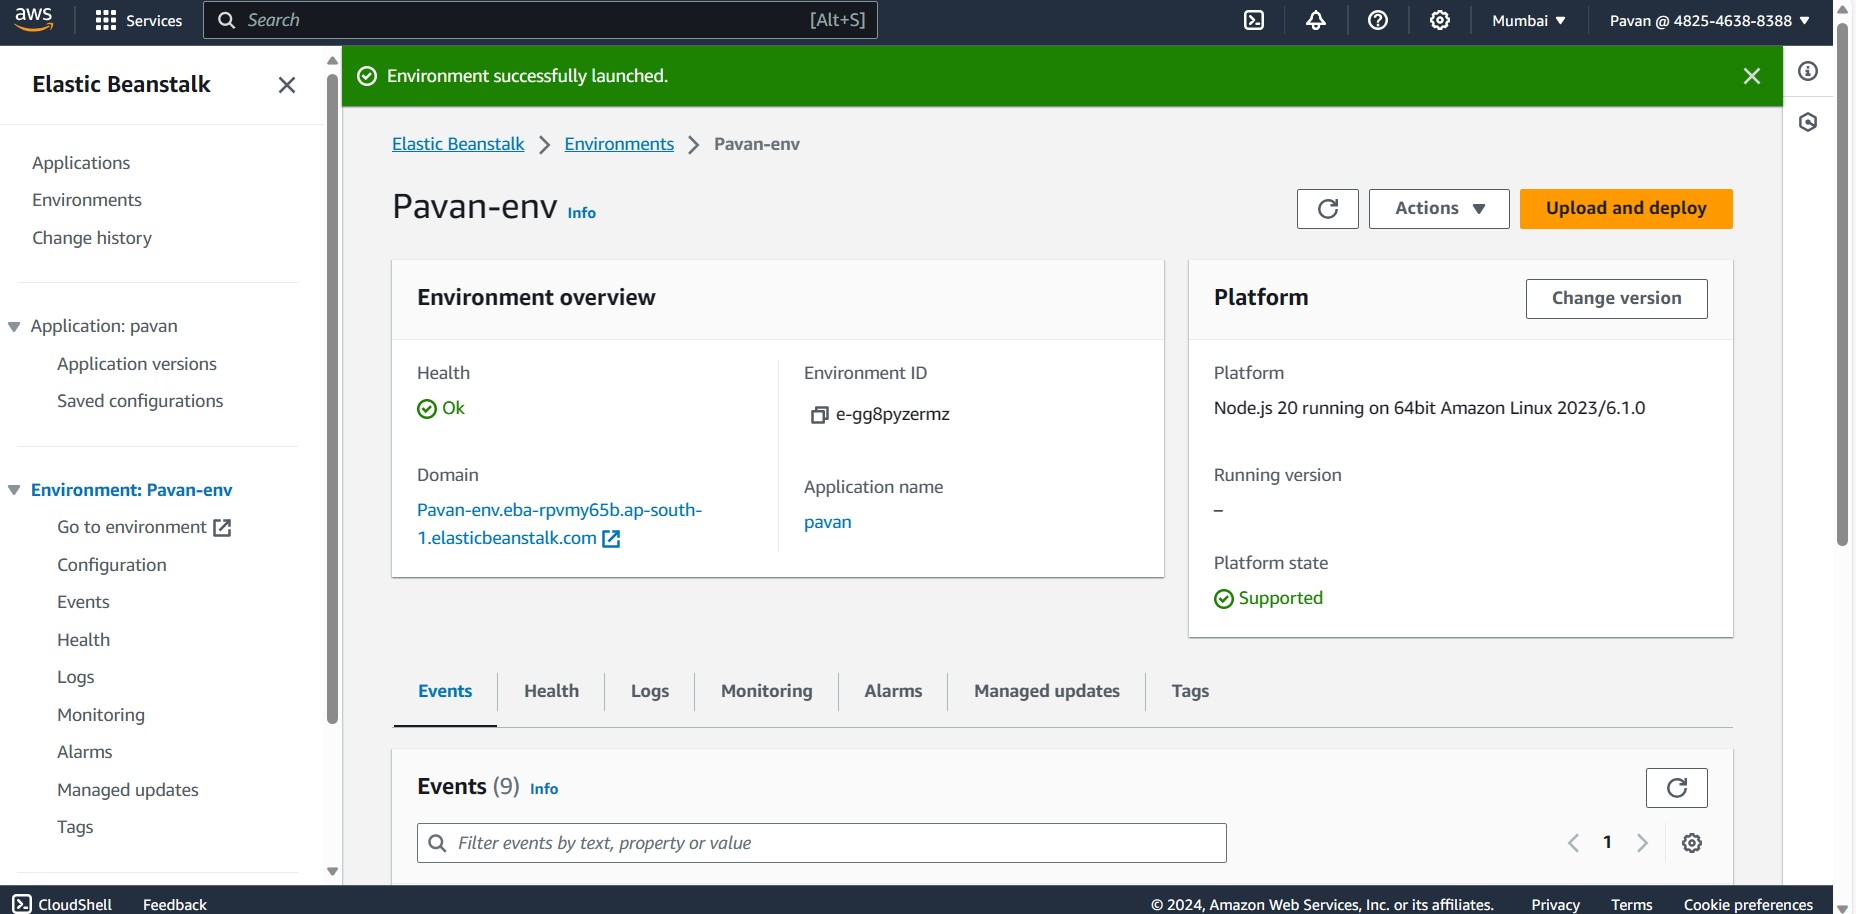 aws
Services
Search [Alt+S]
Mumbai
Pavan @ 4825-4638-8388
Elastic Beanstalk
Applications
Environments
Change history
Application: pavan
Application versions
Saved configurations
Environment: Pavan-env
Go to environment
Configuration
Events
Health
Logs
Monitoring
Alarms
Managed updates
Tags
Environment successfully launched.
Elastic Beanstalk > Environments > Pavan-env
Pavan-env Info
Actions
Upload and deploy
Environment overview
Health
Ok
Domain
Pavan-env.eba-rpvmy65b.ap-south-
1.elasticbeanstalk.com
Environment ID
e-gg8pyzermz
Application name
pavan
Platform
Change version
Platform
Node.js 20 running on 64bit Amazon Linux 2023/6.1.0
Running version
–
Platform state
Supported
Events Health Logs Monitoring Alarms Managed updates Tags
Events (9) Info
Filter events by text, property or value
1
CloudShell Feedback © 2024, Amazon Web Services, Inc. or its affiliates. Privacy Terms Cookie preferences